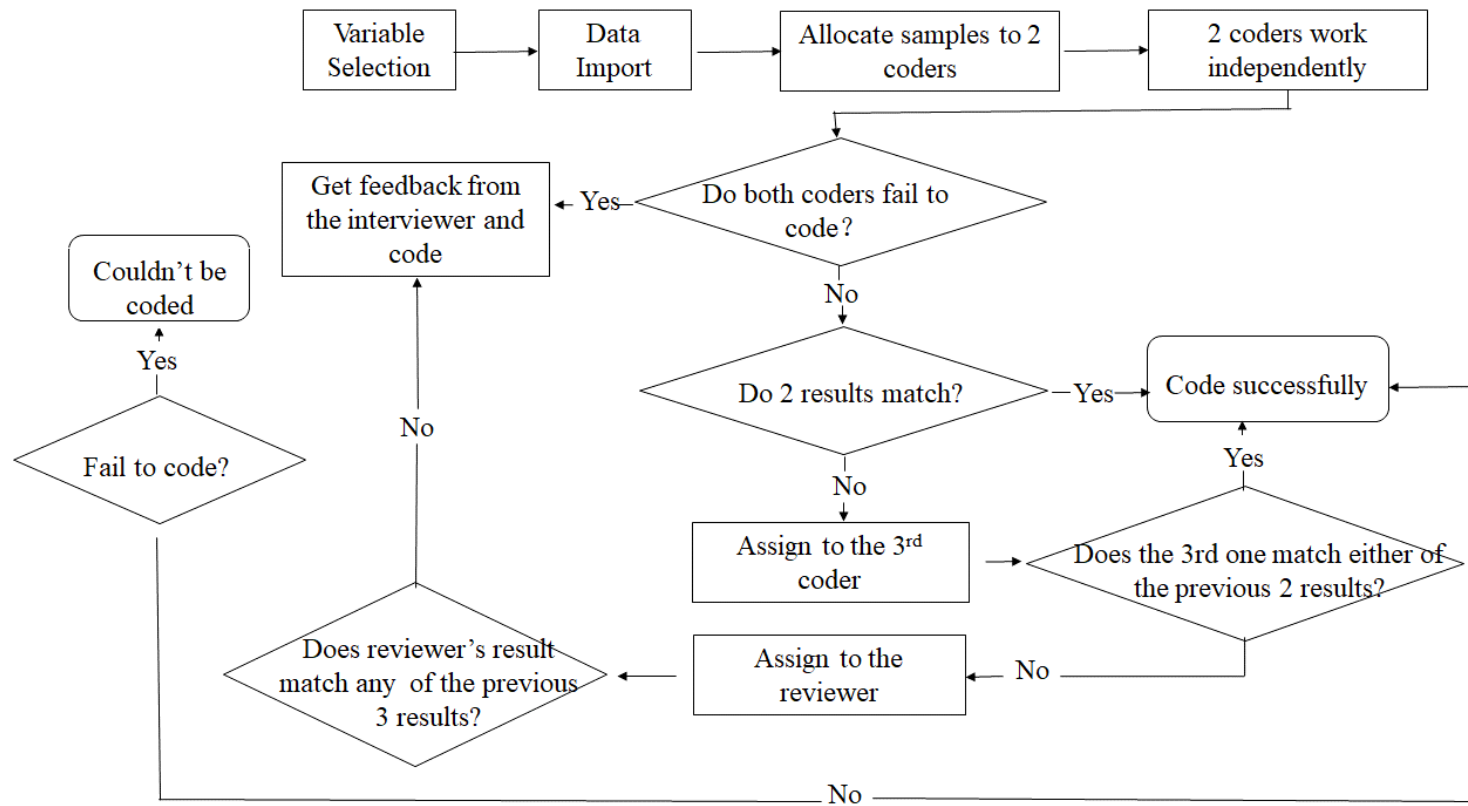 Variable
Selection
Data
Import
Allocate samples to 2
coders
2 coders work
independently
Do both coders fail to
code?
Yes
Get feedback from
the interviewer and
code
No
Couldn't be
coded
Yes
Fail to code?
Do 2 results match?
Yes
Code successfully
No
No
Yes
Assign to the 3rd
coder
Does the 3rd one match either of
the previous 2 results?
No
Assign to the
reviewer
Does reviewer's result
match any of the previous
3 results?
No